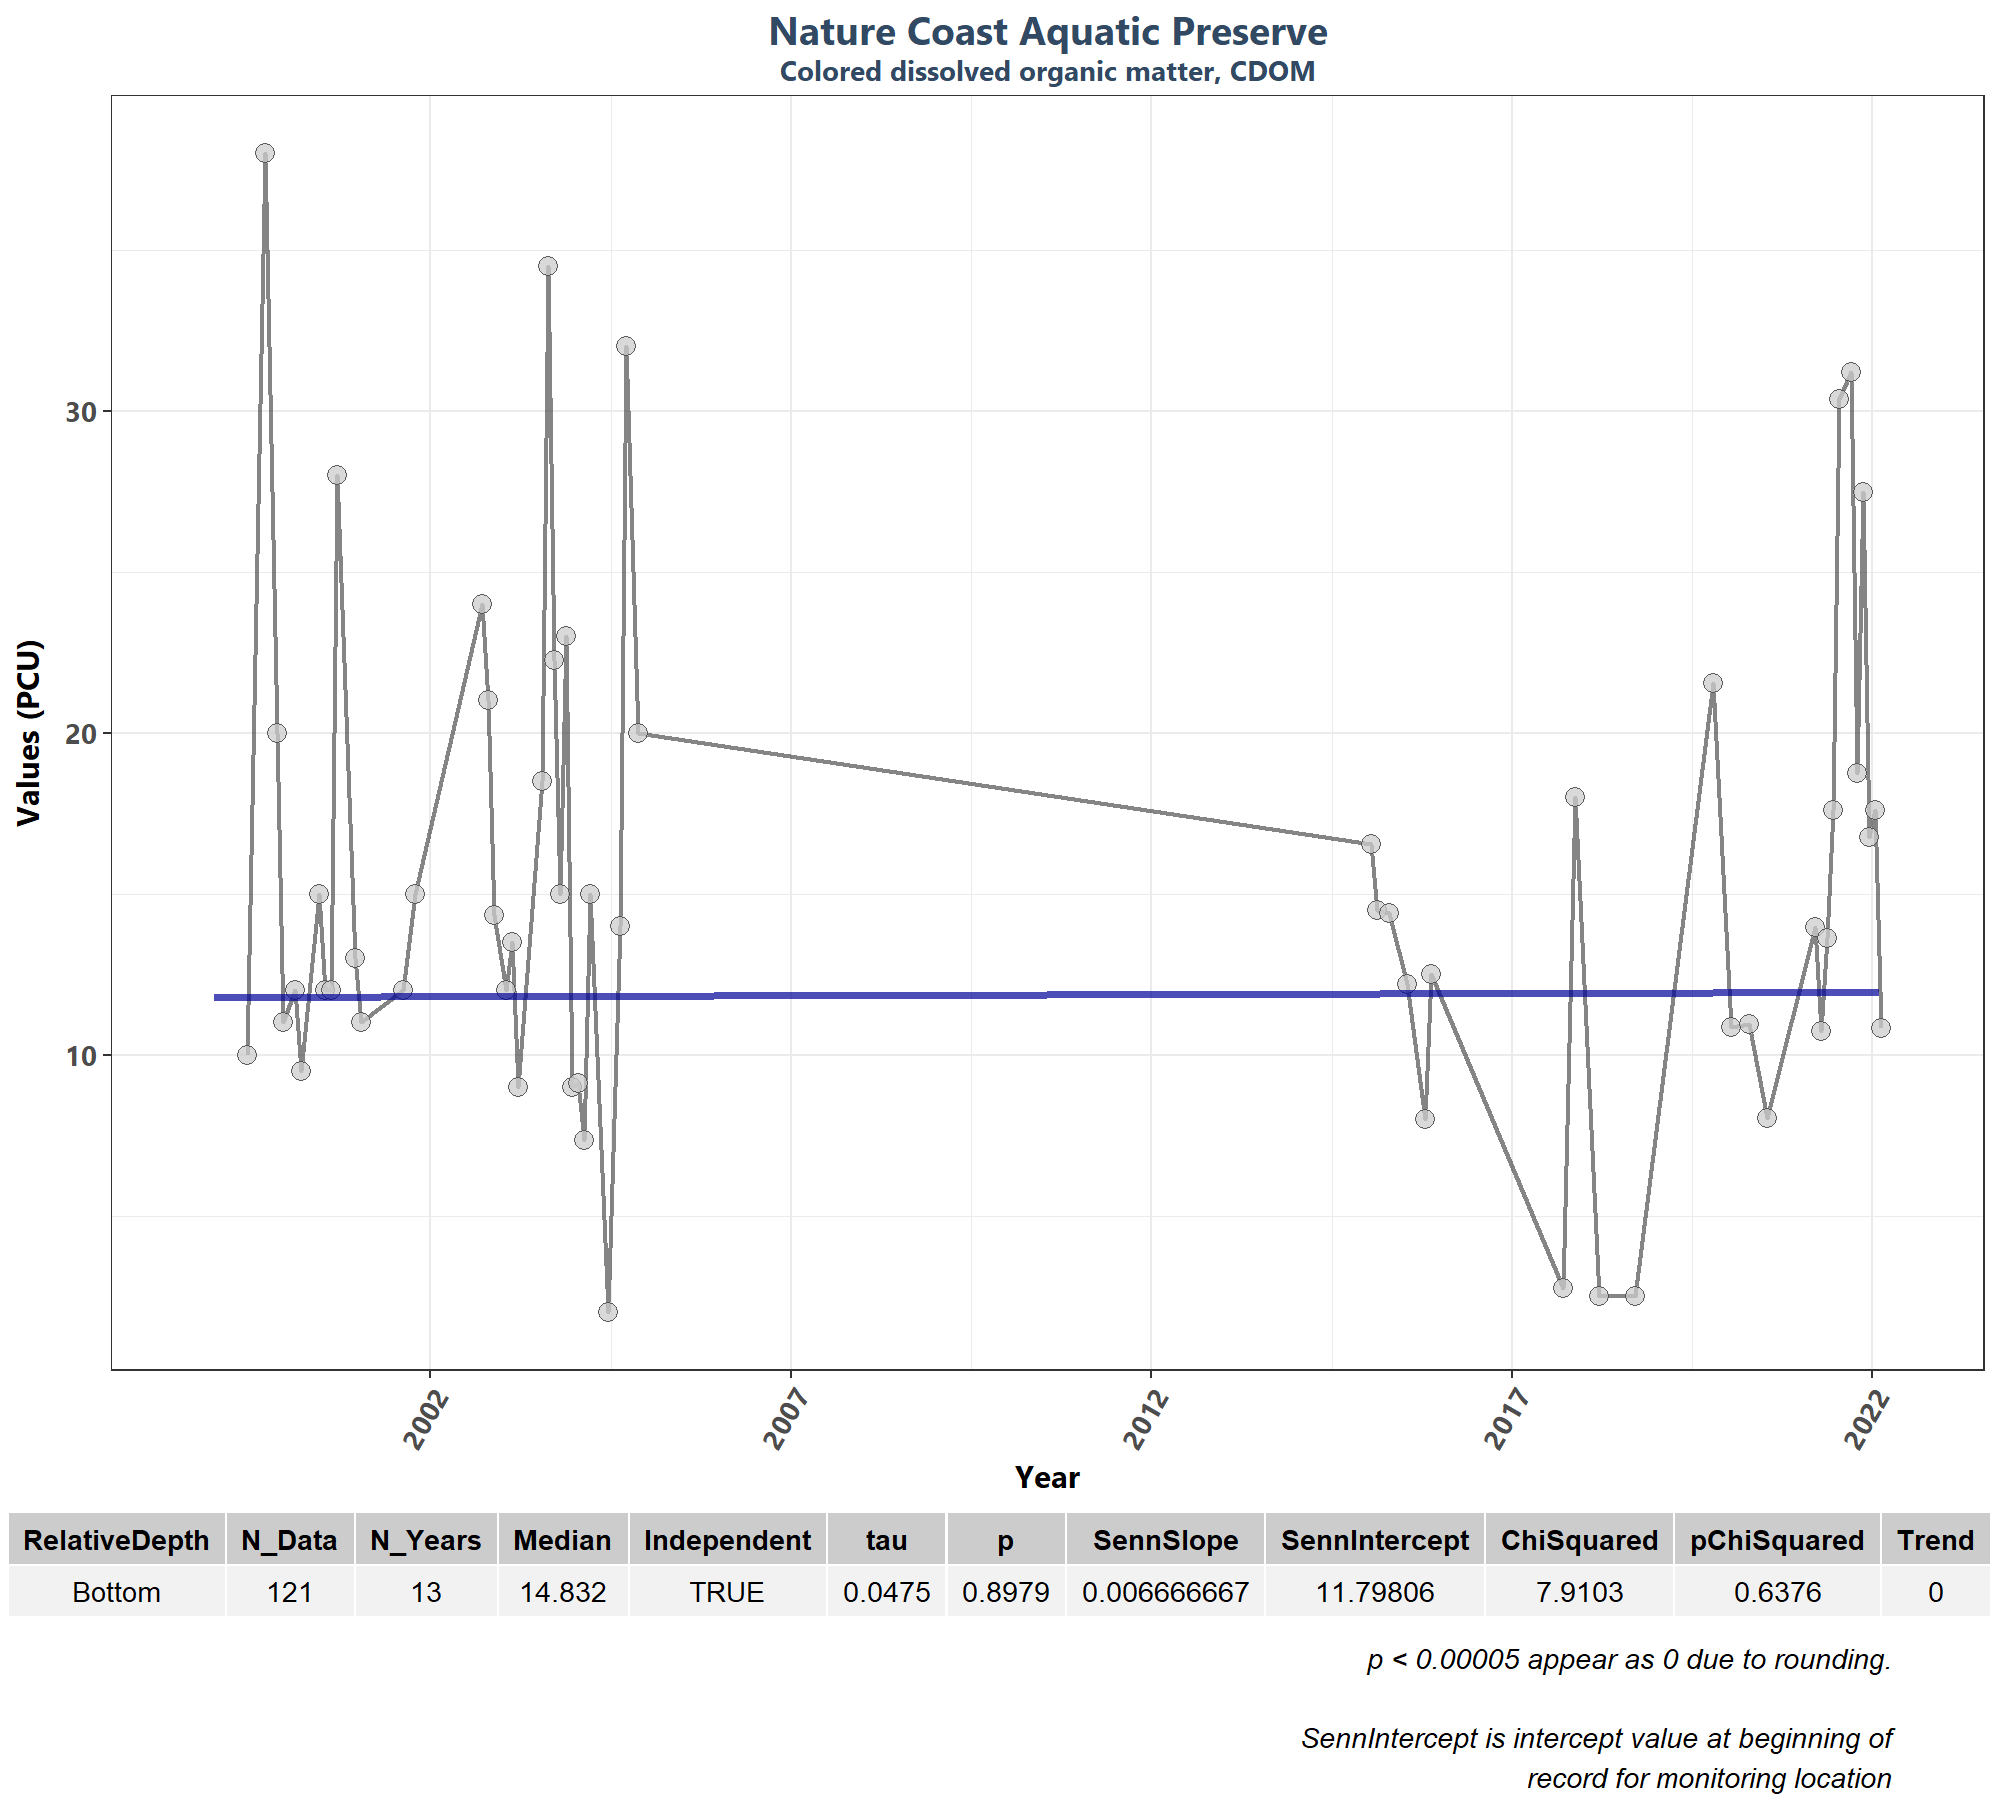 Nature Coast Aquatic Preserve
Colored dissolved organic matter, CDOM
Values (PCU)
30
20
10
2002 2007 2012 2017 2022
Year
RelativeDepth N_Data N_Years Median Independent tau p SennSlope SennIntercept ChiSquared pChiSquared Trend
Bottom 121 13 14.832 TRUE 0.0475 0.8979 0.006666667 11.79806 7.9103 0.6376 0
p < 0.00005 appear as 0 due to rounding.
SennIntercept is intercept value at beginning of
record for monitoring location